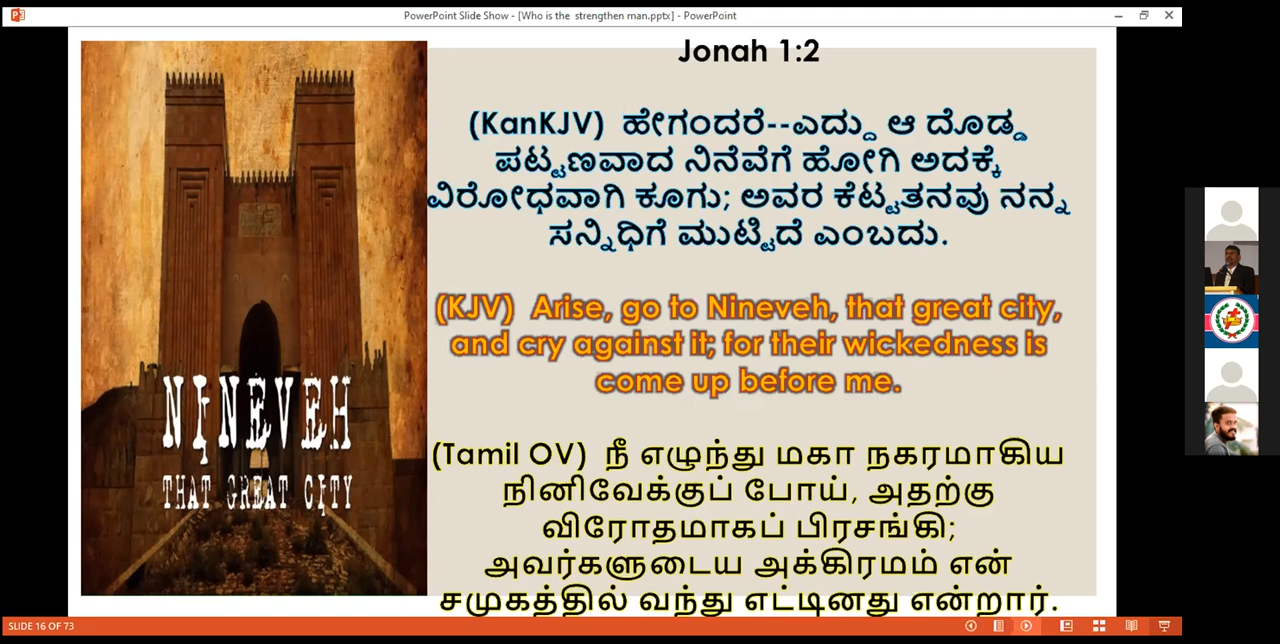 PowerPoint Slide Show - [Who is the  strengthen man.pptx] - PowerPoint
Jonah 1:2
(KanKJV) ಹೇಗಂದರೆ--ಎದ್ದು ಆ ದೊಡ್ಡ
ಪಟ್ಟಣವಾದ ನಿನೆವೆಗೆ ಹೋಗಿ ಅದಕ್ಕೆ
ವಿರೋಧವಾಗಿ ಕೂಗು; ಅವರ ಕೆಟ್ಟತನವು ನನ್ನ
ಸನ್ನಿಧಿಗೆ ಮುಟ್ಟಿದೆ ಎಂಬದು.
(KJV) Arise, go to Nineveh, that great city,
and cry against it; for their wickedness is
come up before me.
(Tamil OV) நீ எழுந்து மகா நகரமாகிய
நினிவேக்குப் போய், அதற்கு
விரோதமாகப் பிரசங்கி;
அவர்களுடைய அக்கிரமம் என்
சமுகத்தில் வந்து எட்டினது என்றார்.
NINEVEH
THAT GREAT CITY
SLIDE 16 OF 73